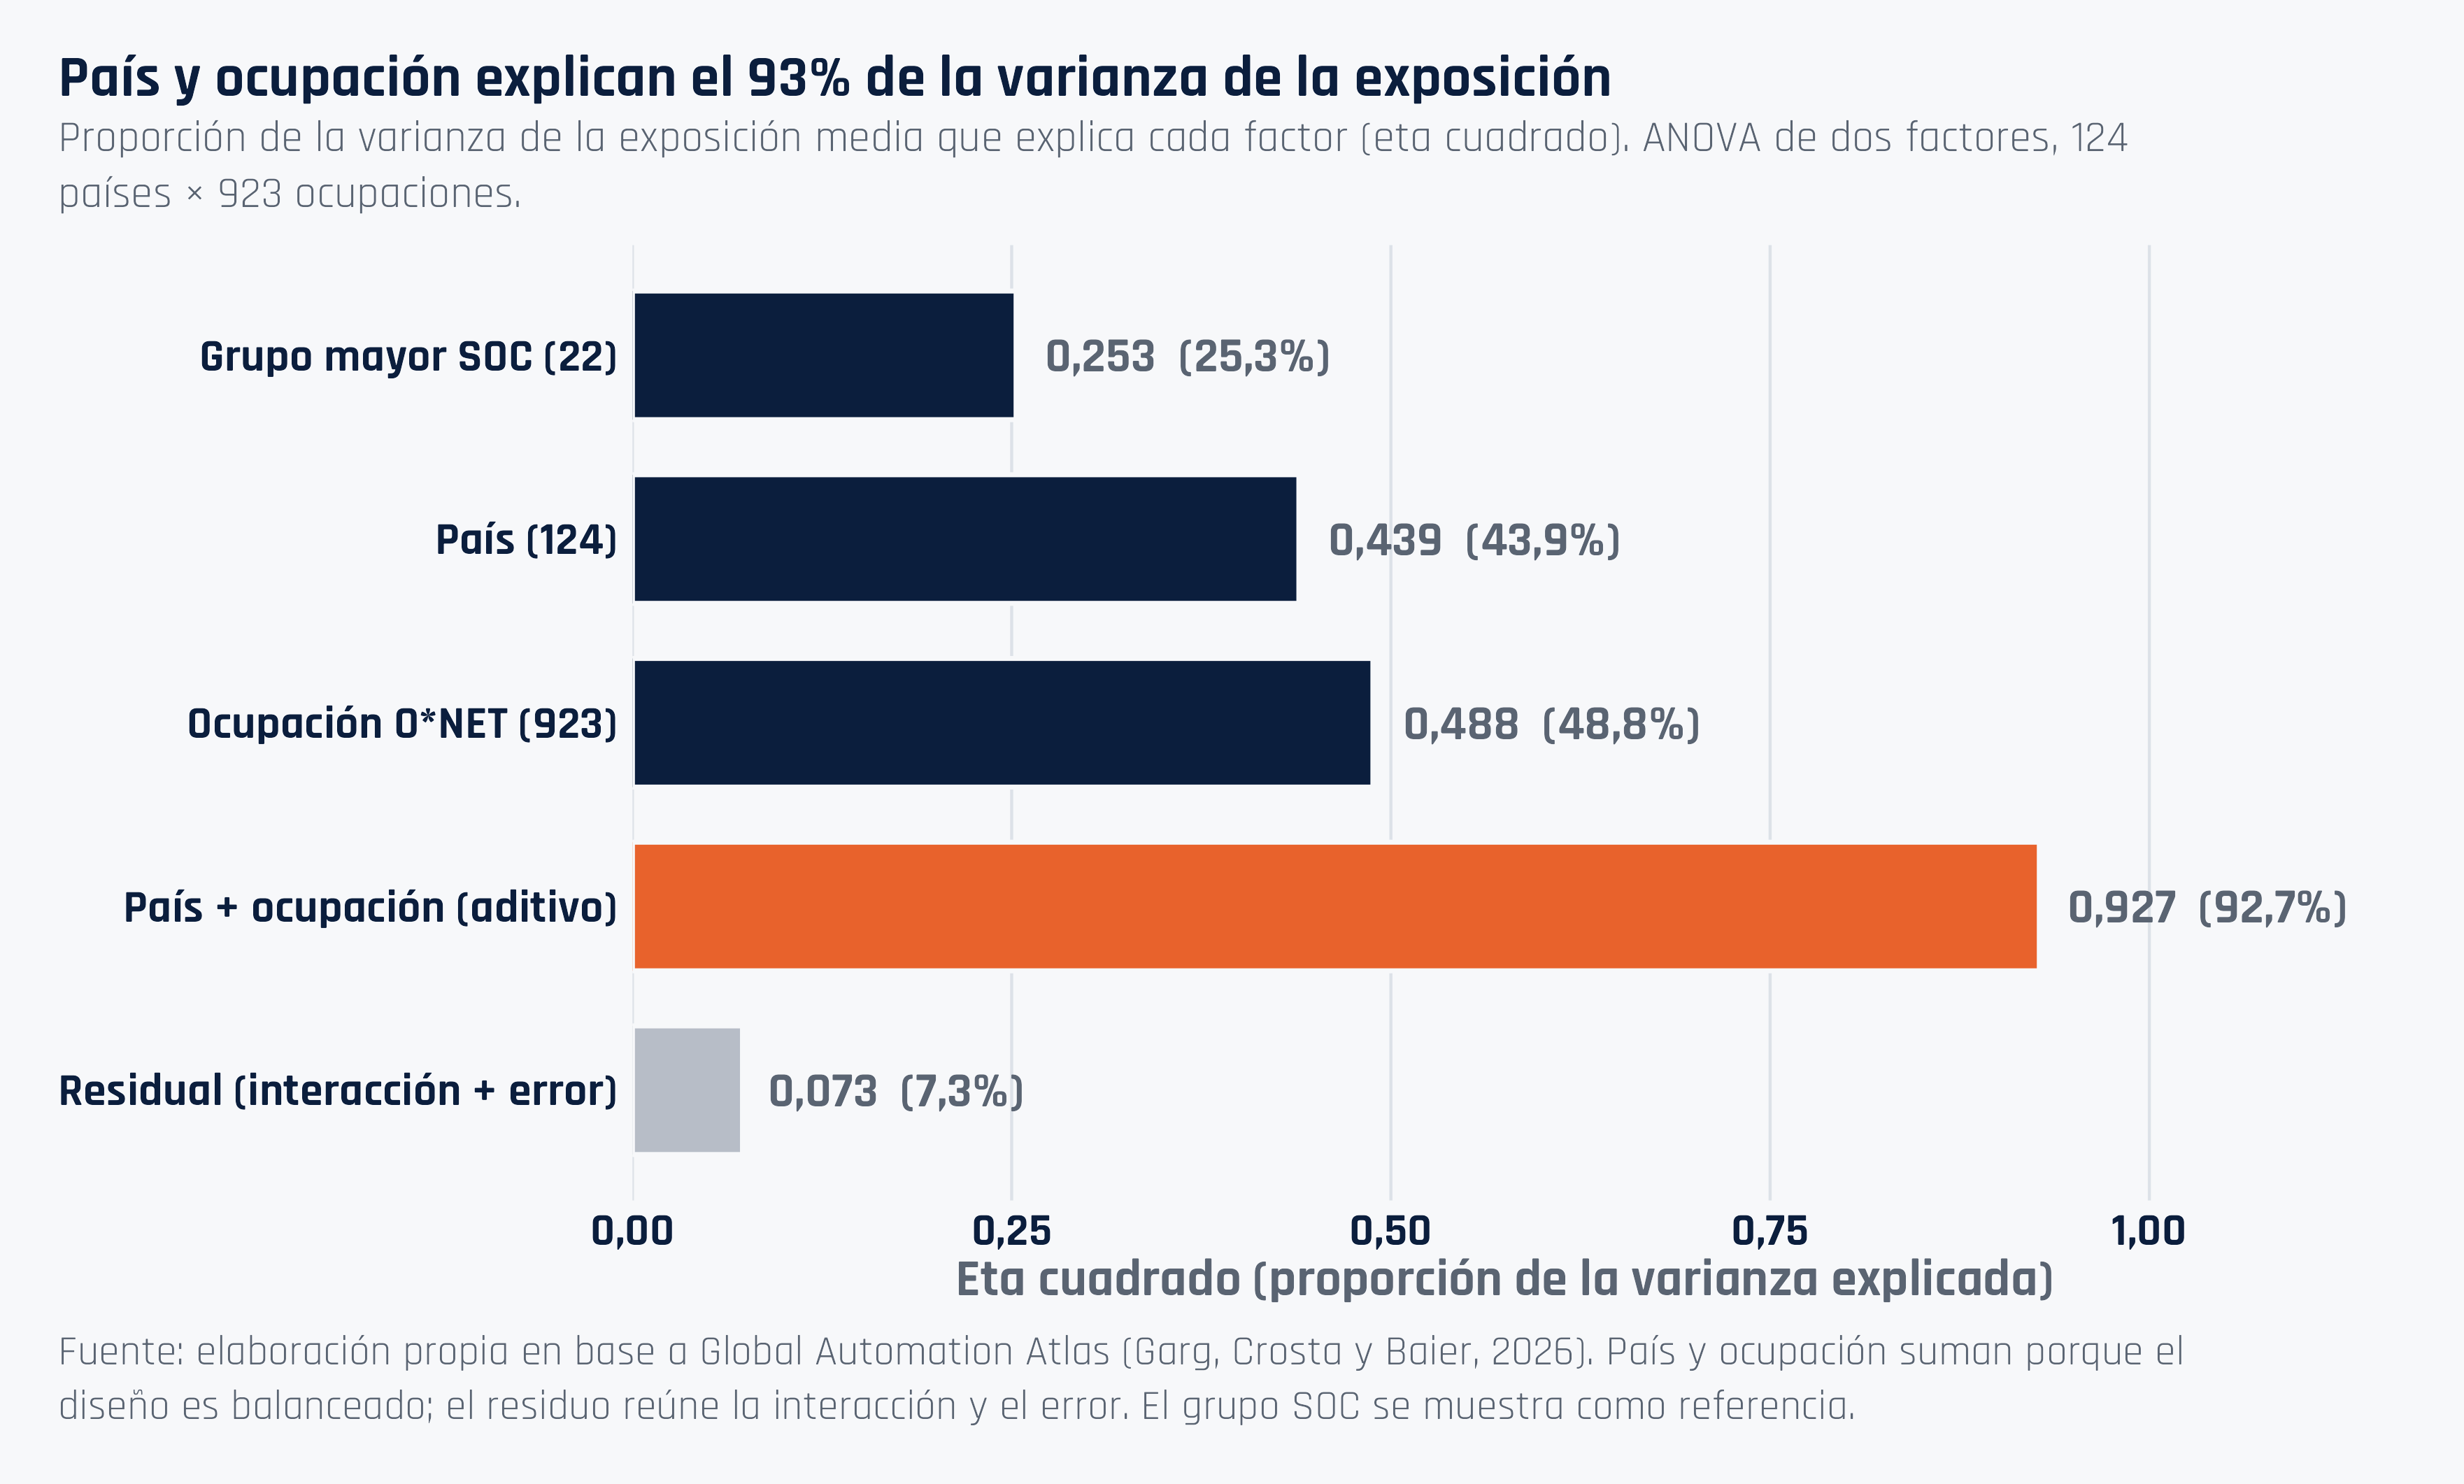 País y ocupación explican el 93% de la varianza de la exposición
Proporción de la varianza de la exposición media que explica cada factor (eta cuadrado). ANOVA de dos factores, 124
países × 923 ocupaciones.
Grupo mayor SOC (22)
0,253 (25,3%)
País (124)
0,439 (43,9%)
Ocupación O*NET (923)
0,488 (48,8%)
País + ocupación (aditivo)
0,927 (92,7%)
Residual (interacción + error)
0,073 (7,3%)
0,00 0,25 0,50 0,75 1,00
Eta cuadrado (proporción de la varianza explicada)
Fuente: elaboración propia en base a Global Automation Atlas (Garg, Crosta y Baier, 2026). País y ocupación suman porque el
diseño es balanceado; el residuo reúne la interacción y el error. El grupo SOC se muestra como referencia.